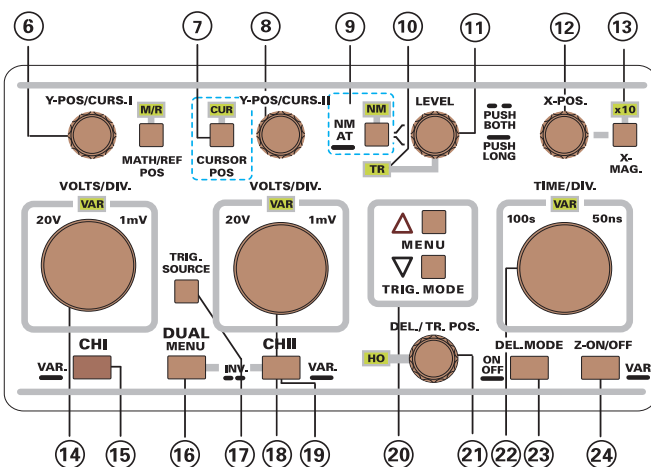 6 7 8 9 10 11 12 13
Y-POS/CURS.I
M/R
MATH/REF
POS
CUR
CURSOR
POS
Y-POS/CURS.II
NM
AT
NM
TR
LEVEL
PUSH
BOTH
PUSH
LONG
X-POS.
x10
X-
MAG.
VOLTS/DIV.
VAR
20V 1mV
TRIG.
SOURCE
VOLTS/DIV.
VAR
20V 1mV
MENU
TRIG. MODE
TIME/DIV.
VAR
100s 50ns
VAR.
CHI
DUAL
MENU
INV.
CHII
VAR.
DEL./ TR. POS.
HO
ON
OFF
DEL.MODE
Z-ON/OFF
VAR
14 15 16 17 18 19 20 21 22 23 24